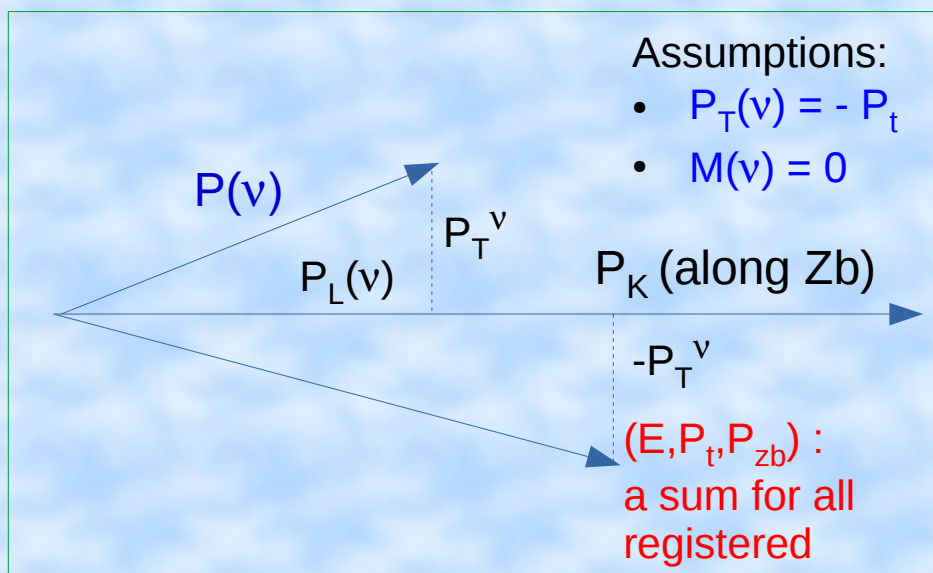 Assumptions:
• P_T(ν) = - P_t
• M(ν) = 0
P(ν)
P_T^ν
P_L(ν)
P_K (along Zb)
-P_T^ν
(E,P_t,P_zb) :
a sum for all
registered